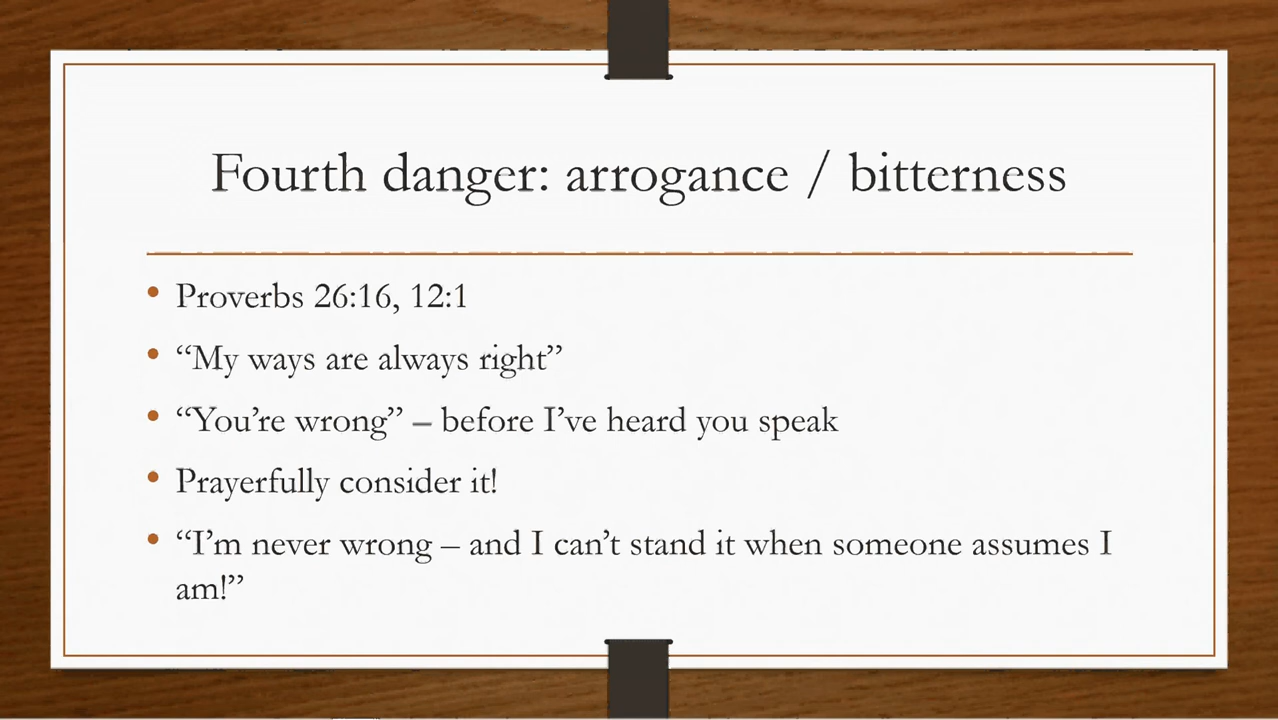 Fourth danger: arrogance / bitterness
• Proverbs 26:16, 12:1
• “My ways are always right”
• “You’re wrong” – before I’ve heard you speak
• Prayerfully consider it!
• “I’m never wrong – and I can’t stand it when someone assumes I
am!”